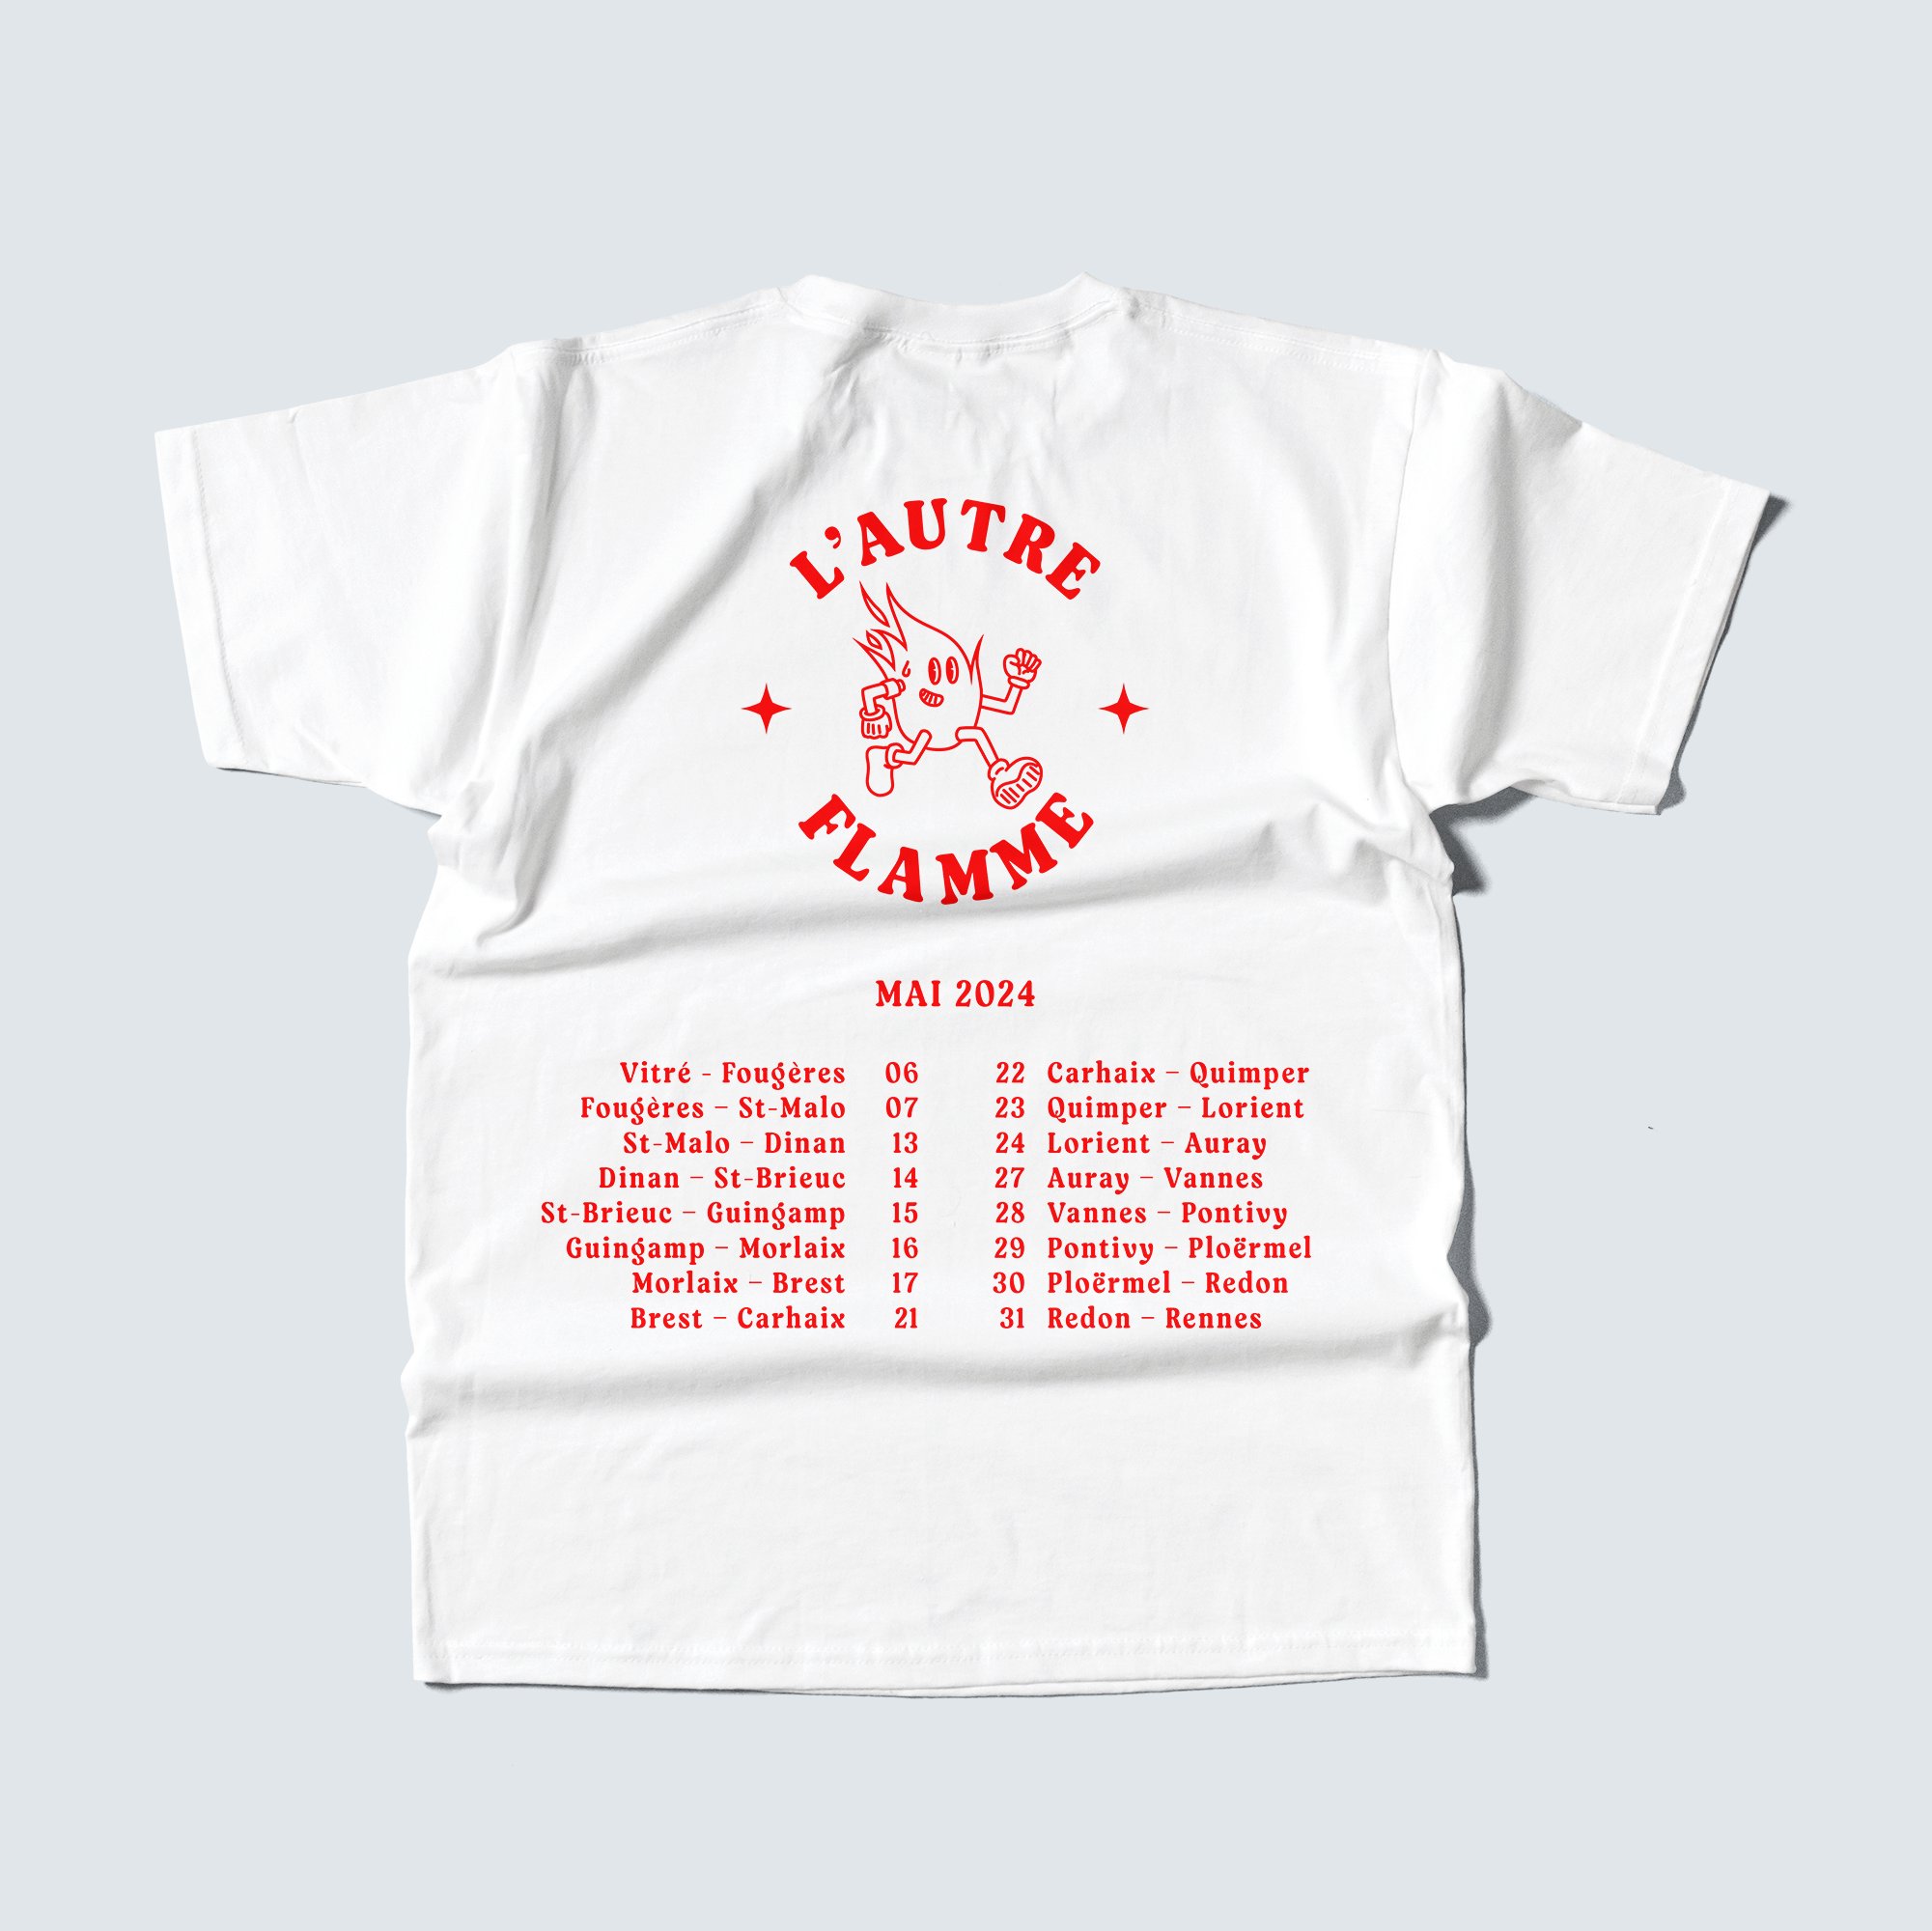 L'AUTRE
FLAMME
MAI 2024
Vitré - Fougères 06
Fougères – St-Malo 07
St-Malo – Dinan 13
Dinan – St-Brieuc 14
St-Brieuc – Guingamp 15
Guingamp – Morlaix 16
Morlaix – Brest 17
Brest – Carhaix 21
22 Carhaix – Quimper
23 Quimper – Lorient
24 Lorient – Auray
27 Auray – Vannes
28 Vannes – Pontivy
29 Pontivy – Ploërmel
30 Ploërmel – Redon
31 Redon – Rennes